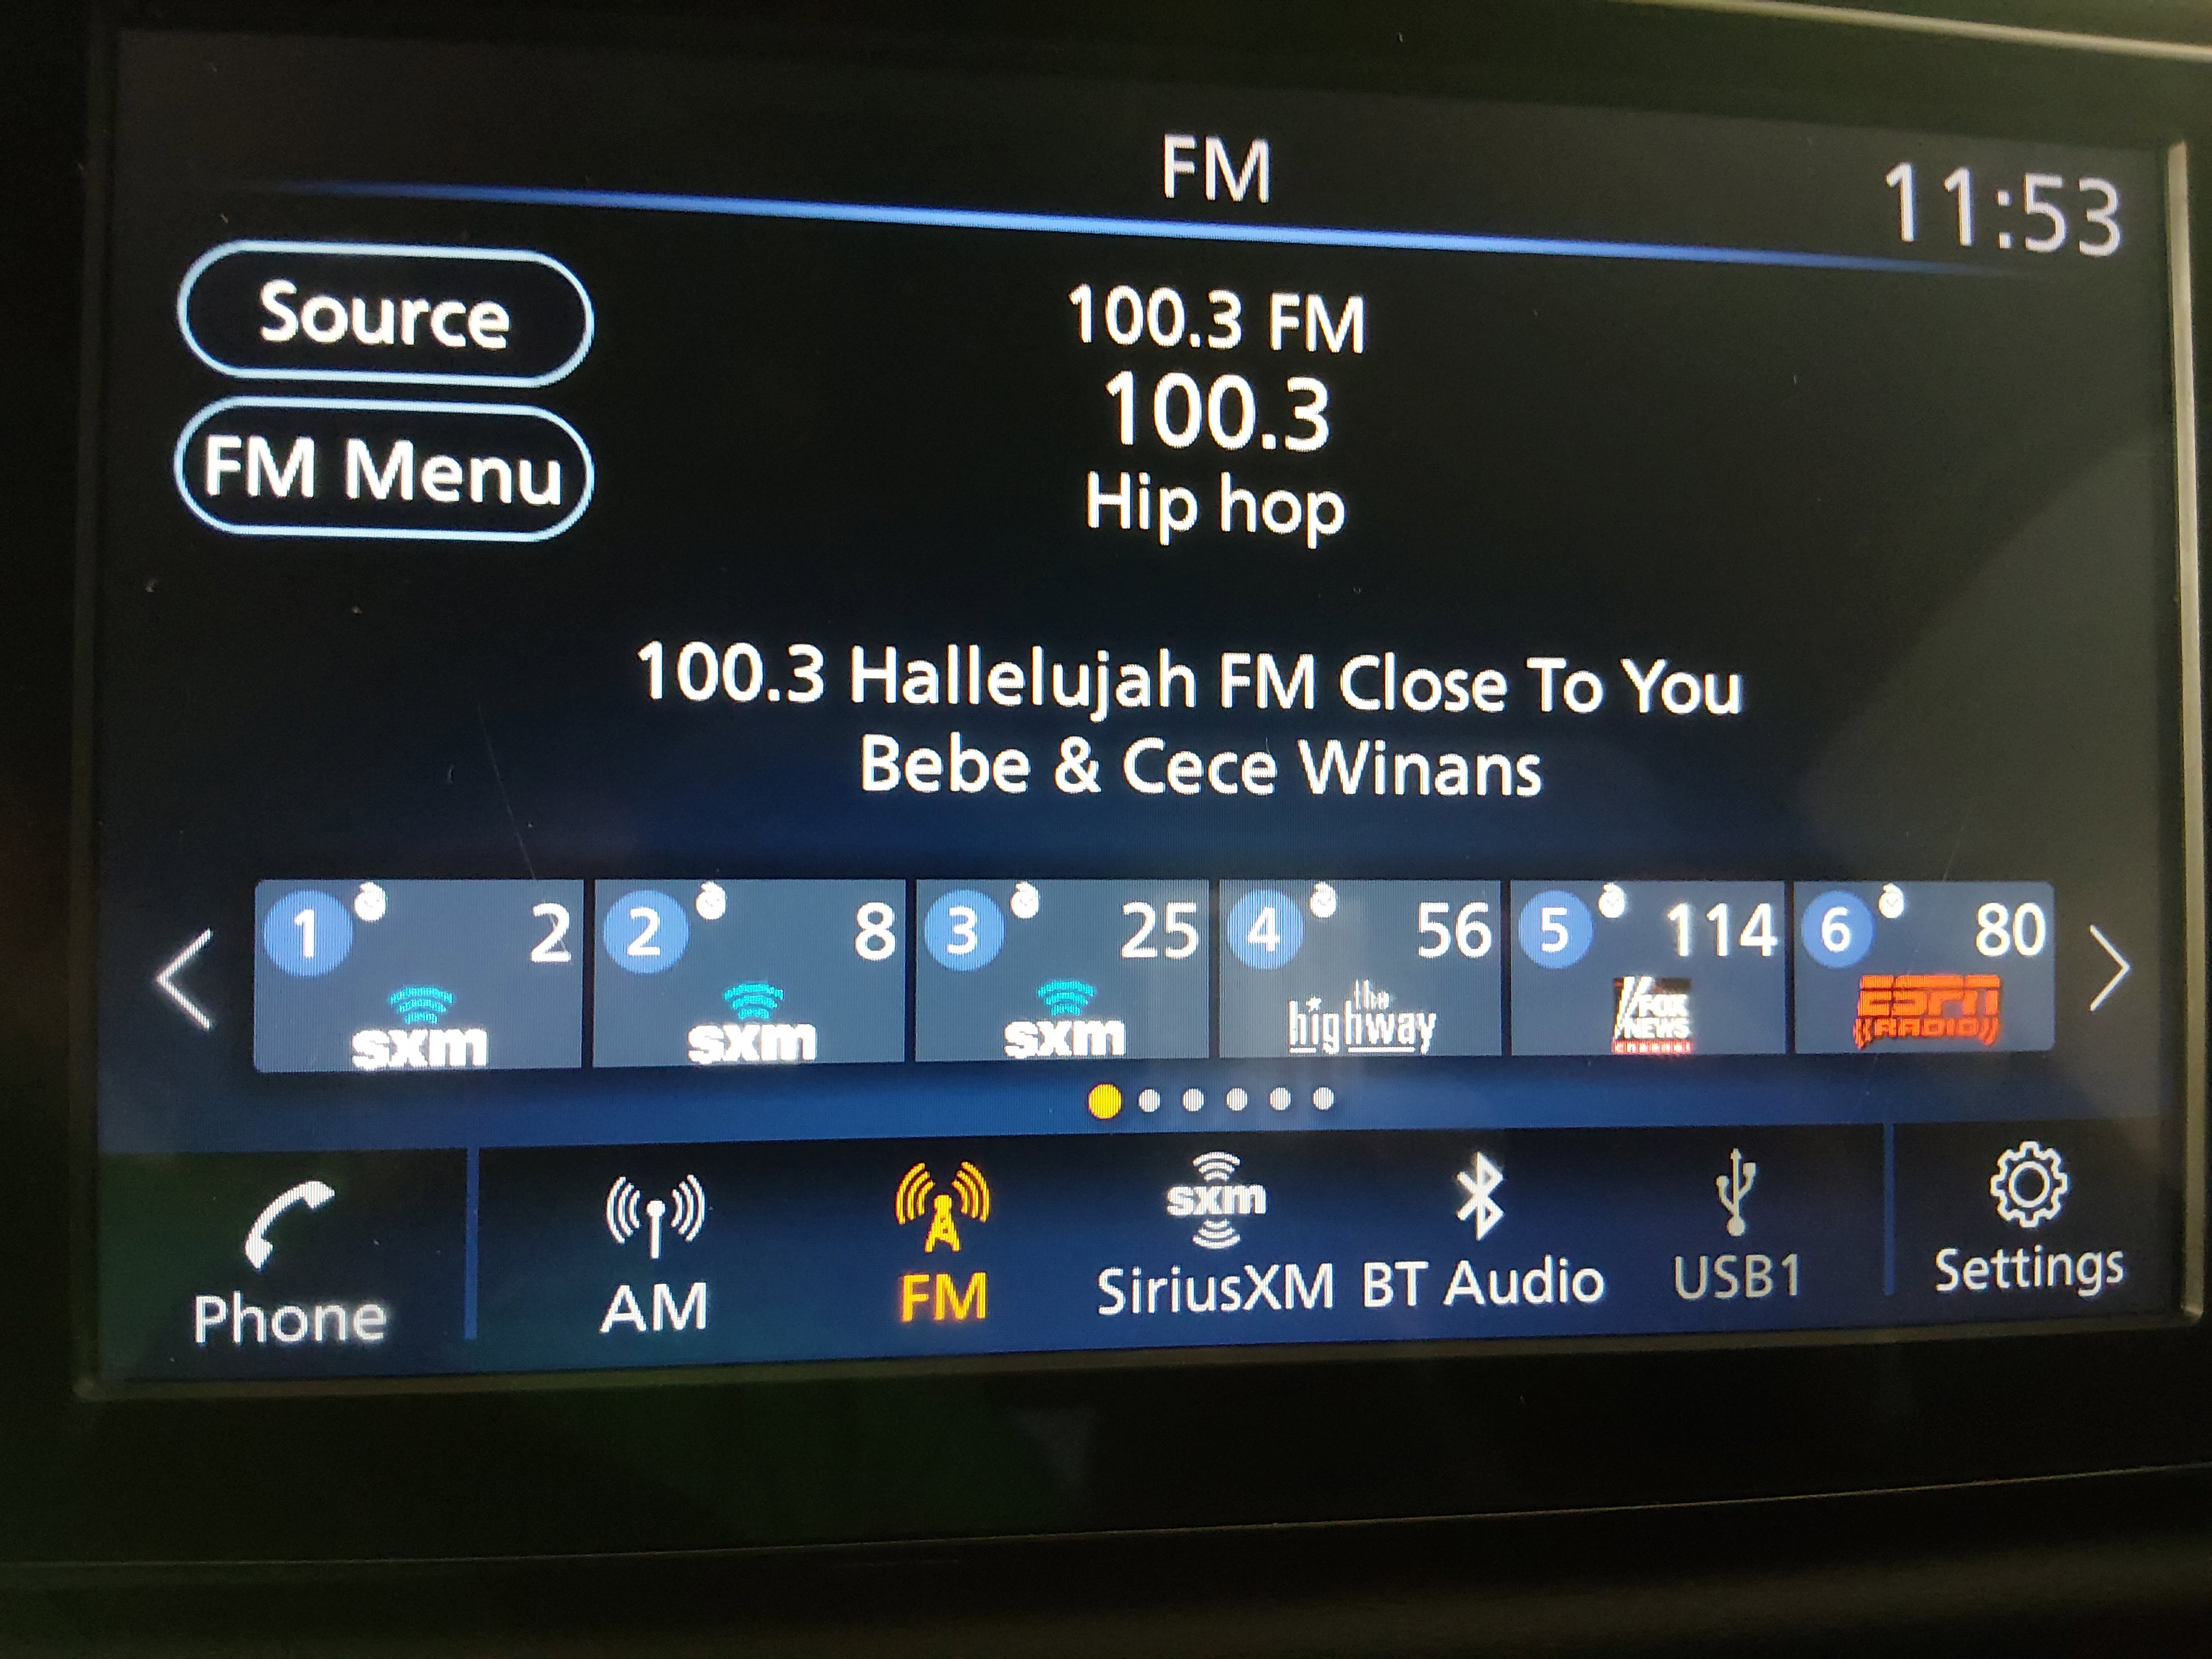 FM
11:53
Source
100.3 FM
100.3
FM Menu
Hip hop
100.3 Hallelujah FM Close To You
Bebe & Cece Winans
1 2
sxm
2 8
sxm
3 25
sxm
4 56
the
highway
5 114
FOX
NEWS
channel
6 80
ESPN
RADIO
Phone
AM
FM
sxm
SiriusXM
BT Audio
USB1
Settings